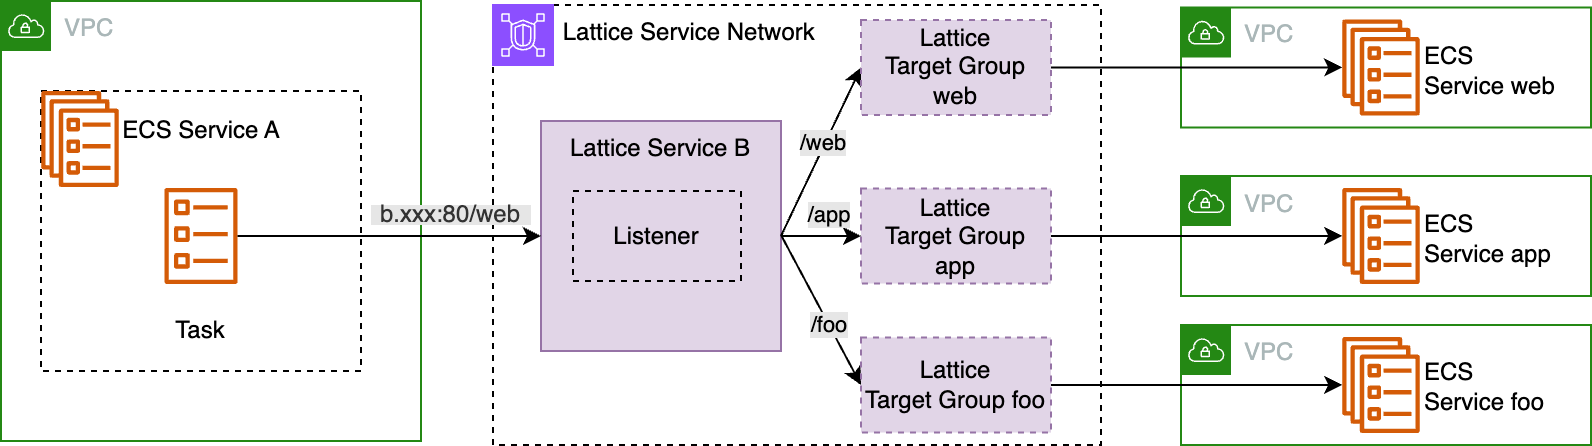 VPC
ECS Service A
Task
b.xxx:80/web
Lattice Service Network
Lattice Service B
Listener
/web
/app
/foo
Lattice
Target Group
web
Lattice
Target Group
app
Lattice
Target Group foo
VPC
ECS
Service web
VPC
ECS
Service app
VPC
ECS
Service foo